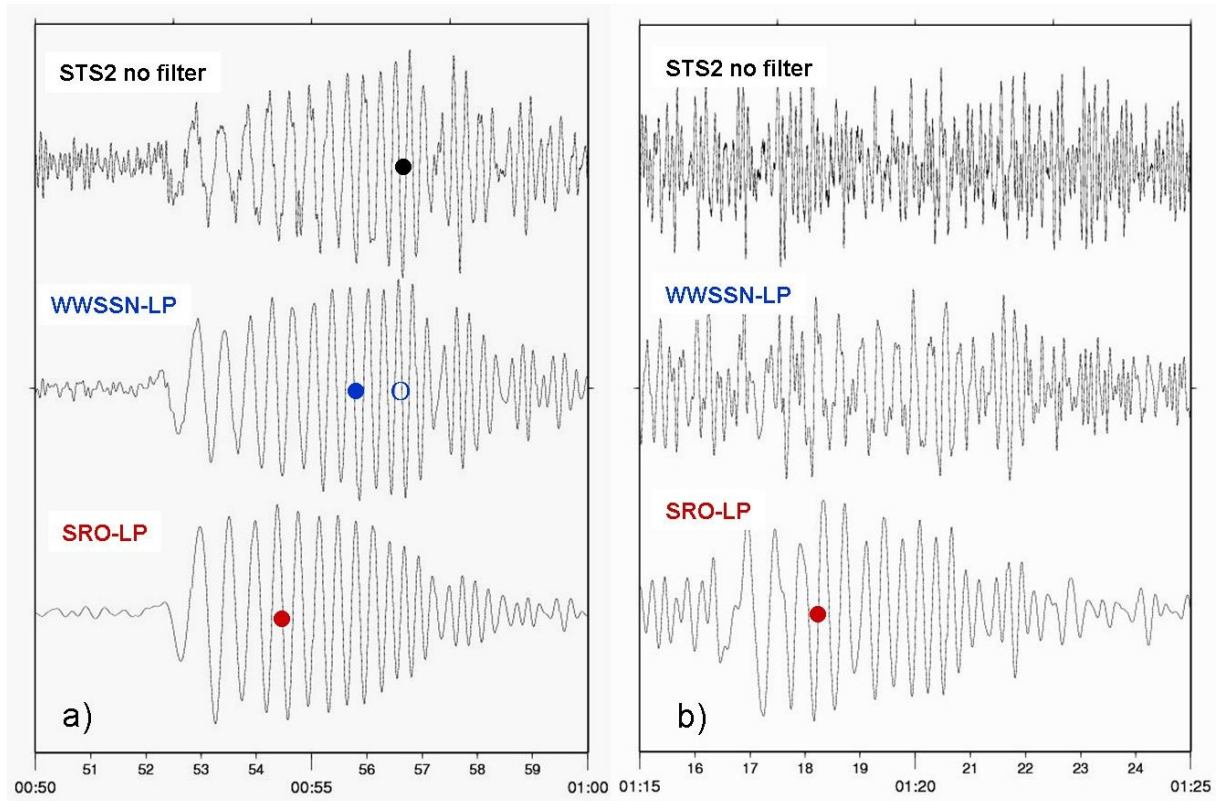 STS2 no filter
WWSSN-LP
SRO-LP
a)
51 52 53 54 56 57 58 59
00:50 00:55 01:00
STS2 no filter
WWSSN-LP
SRO-LP
b)
16 17 18 19 21 22 23 24
01:15 01:20 01:25